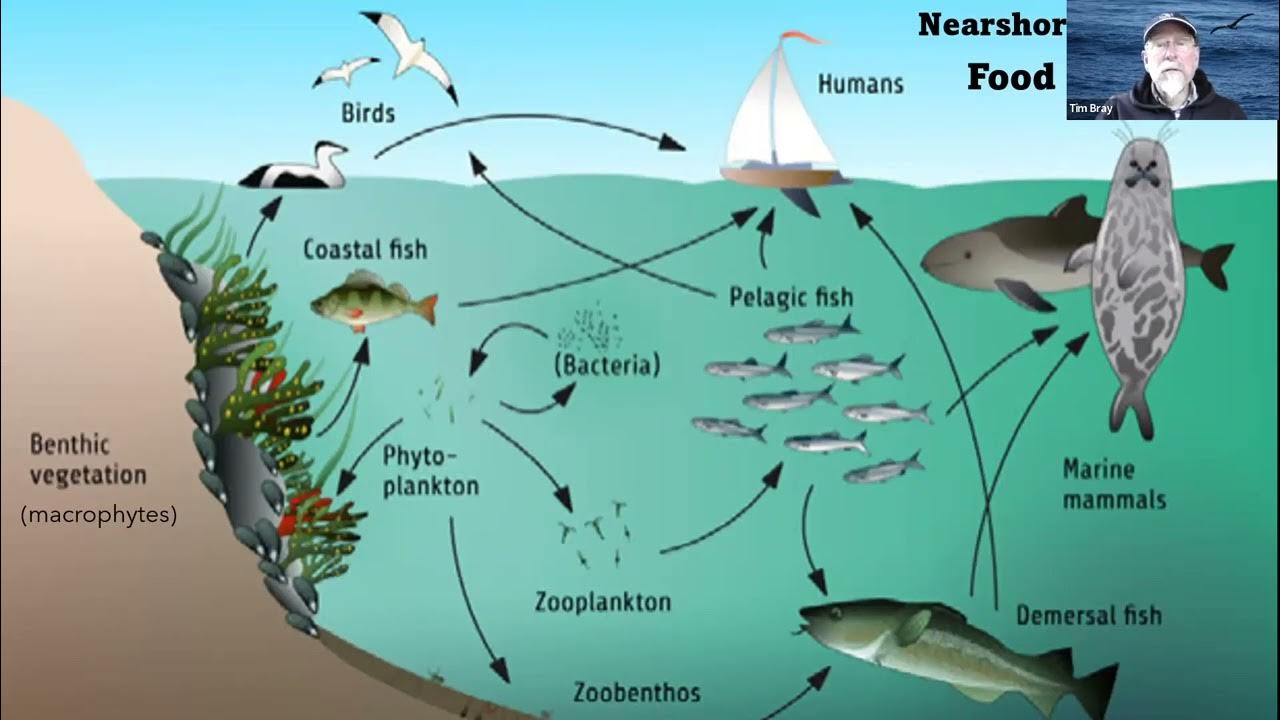 Nearshor
Food
Tim Bray
Humans
Birds
Coastal fish
Pelagic fish
(Bacteria)
Benthic
vegetation
(macrophytes)
Phyto-
plankton
Marine
mammals
Zooplankton
Demersal fish
Zoobenthos